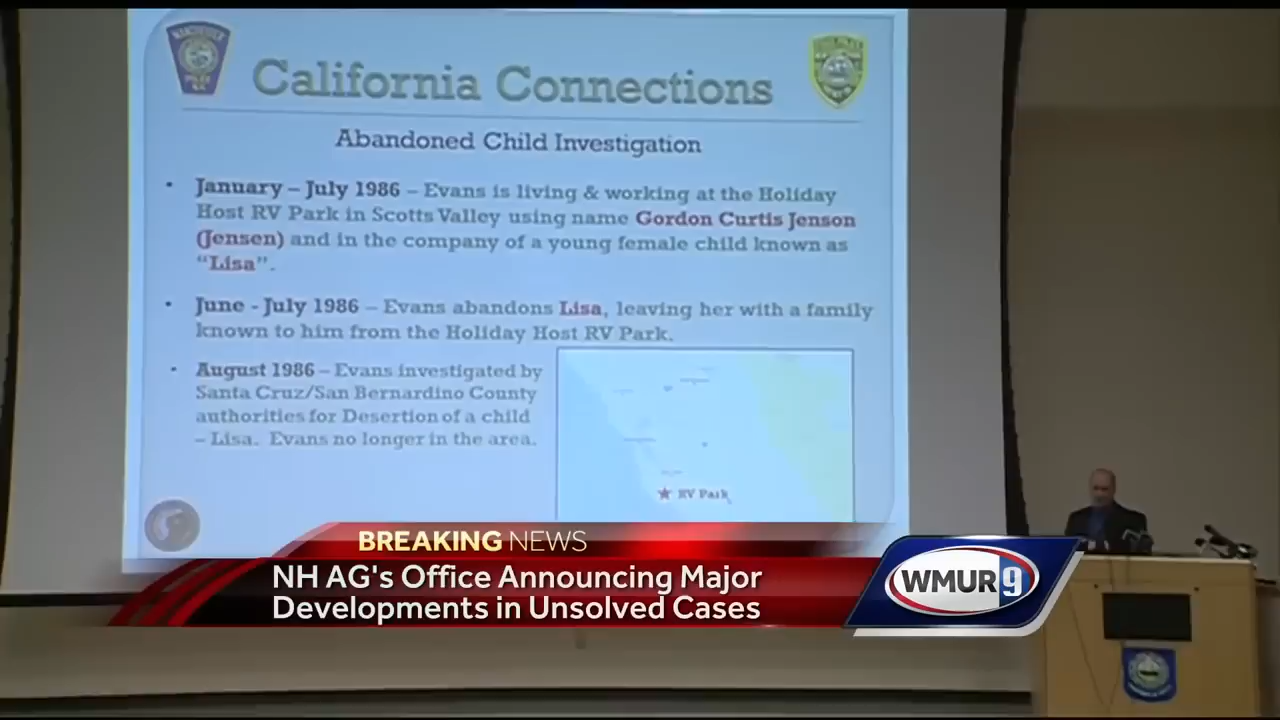 MANCHESTER
California Connections
Abandoned Child Investigation
• January – July 1986 – Evans is living & working at the Holiday
Host RV Park in Scotts Valley using name Gordon Curtis Jenson
(Jensen) and in the company of a young female child known as
“Lisa”.
• June - July 1986 – Evans abandons Lisa, leaving her with a family
known to him from the Holiday Host RV Park.
• August 1986 – Evans investigated by
Santa Cruz/San Bernardino County
authorities for Desertion of a child
– Lisa. Evans no longer in the area.
RV Park
BREAKING NEWS
NH AG's Office Announcing Major
Developments in Unsolved Cases
WMUR 9